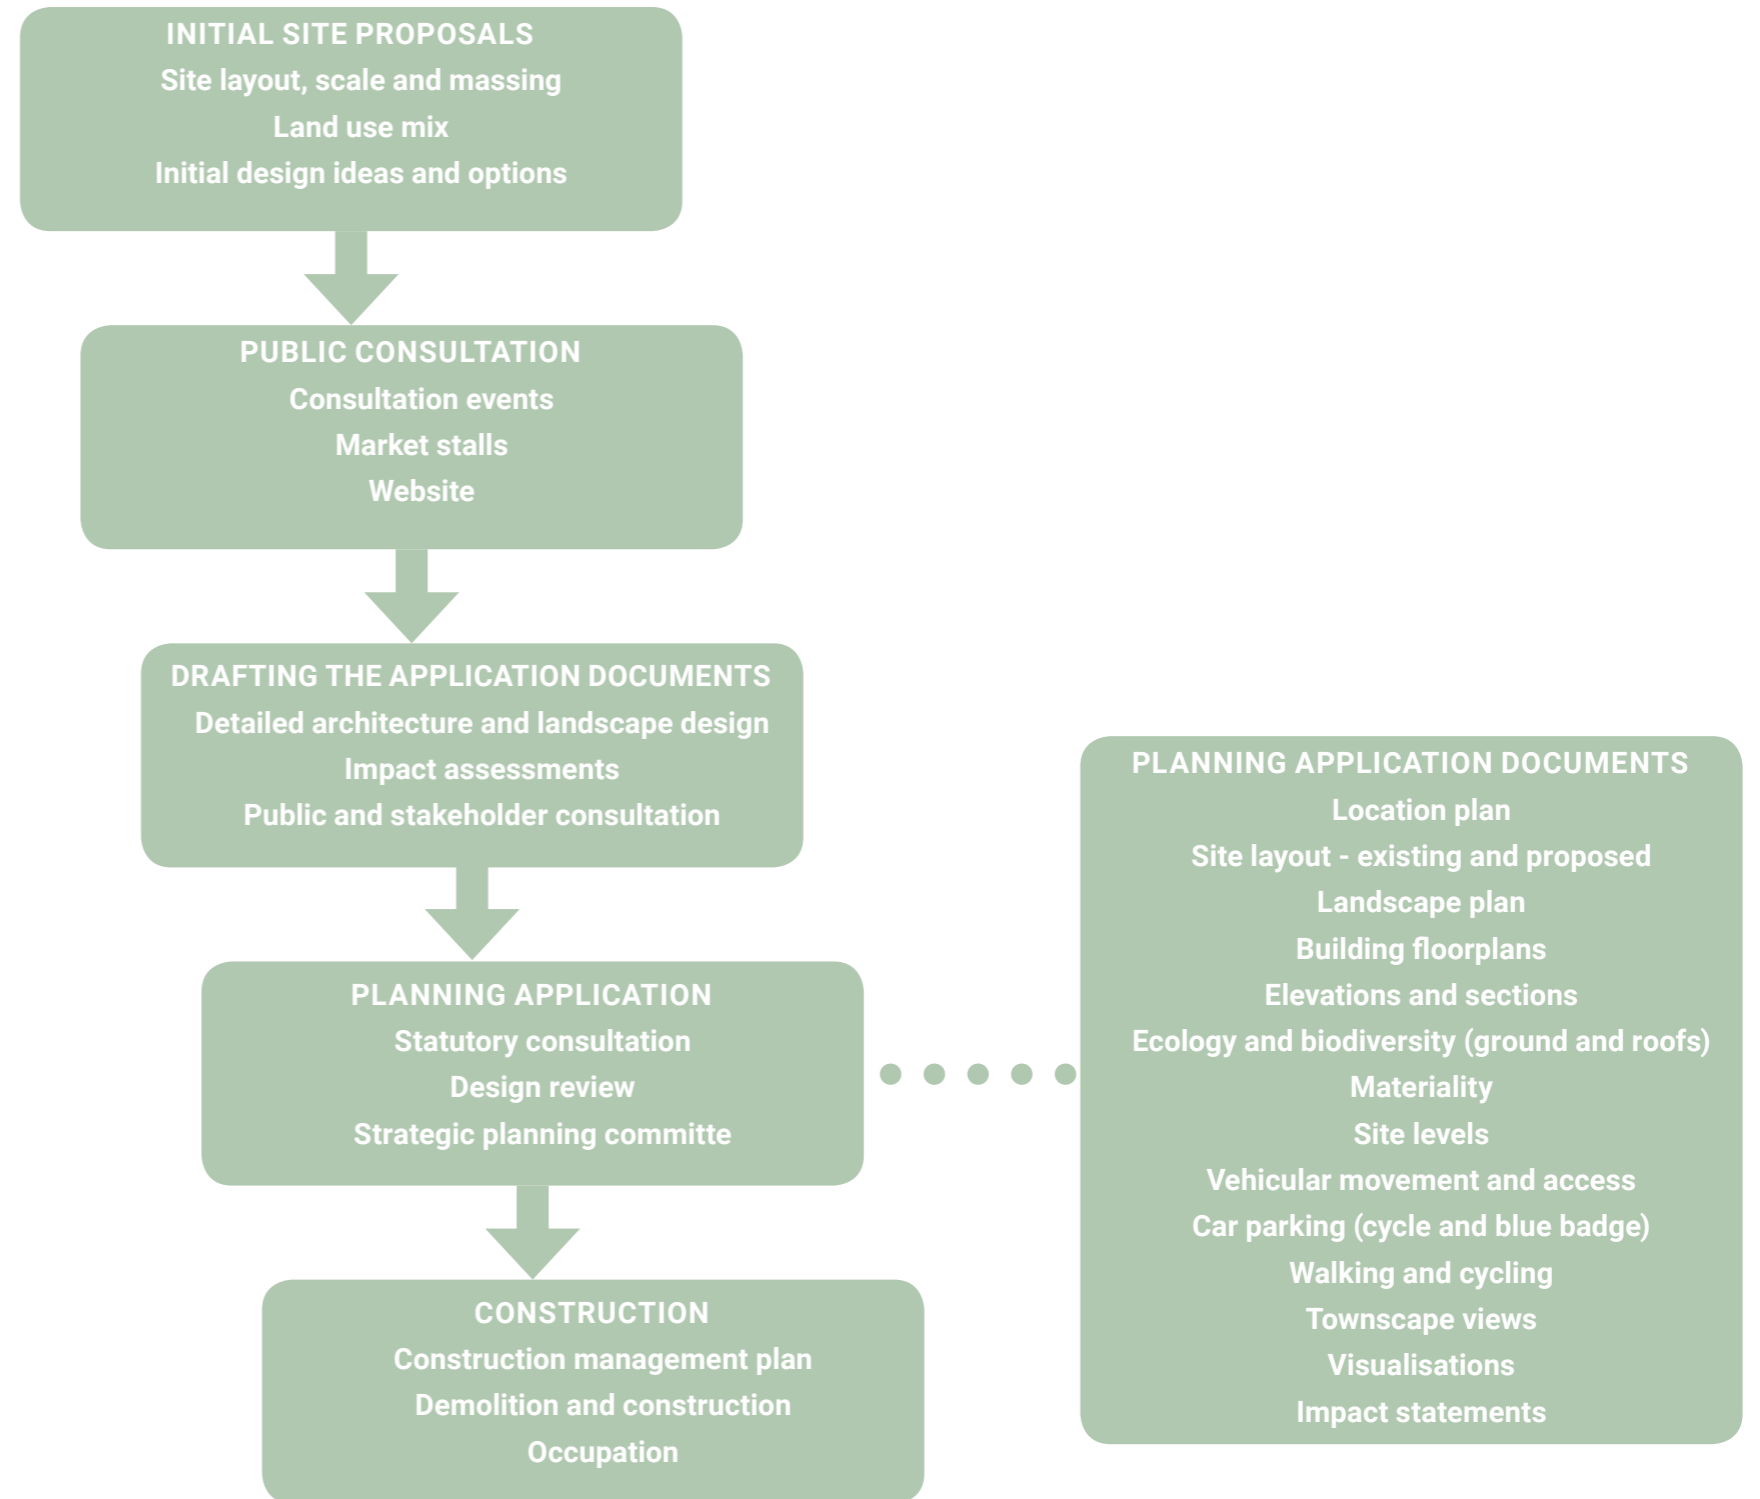 INITIAL SITE PROPOSALS
Site layout, scale and massing
Land use mix
Initial design ideas and options
PUBLIC CONSULTATION
Consultation events
Market stalls
Website
DRAFTING THE APPLICATION DOCUMENTS
Detailed architecture and landscape design
Impact assessments
Public and stakeholder consultation
PLANNING APPLICATION
Statutory consultation
Design review
Strategic planning committe
CONSTRUCTION
Construction management plan
Demolition and construction
Occupation
PLANNING APPLICATION DOCUMENTS
Location plan
Site layout - existing and proposed
Landscape plan
Building floorplans
Elevations and sections
Ecology and biodiversity (ground and roofs)
Materiality
Site levels
Vehicular movement and access
Car parking (cycle and blue badge)
Walking and cycling
Townscape views
Visualisations
Impact statements